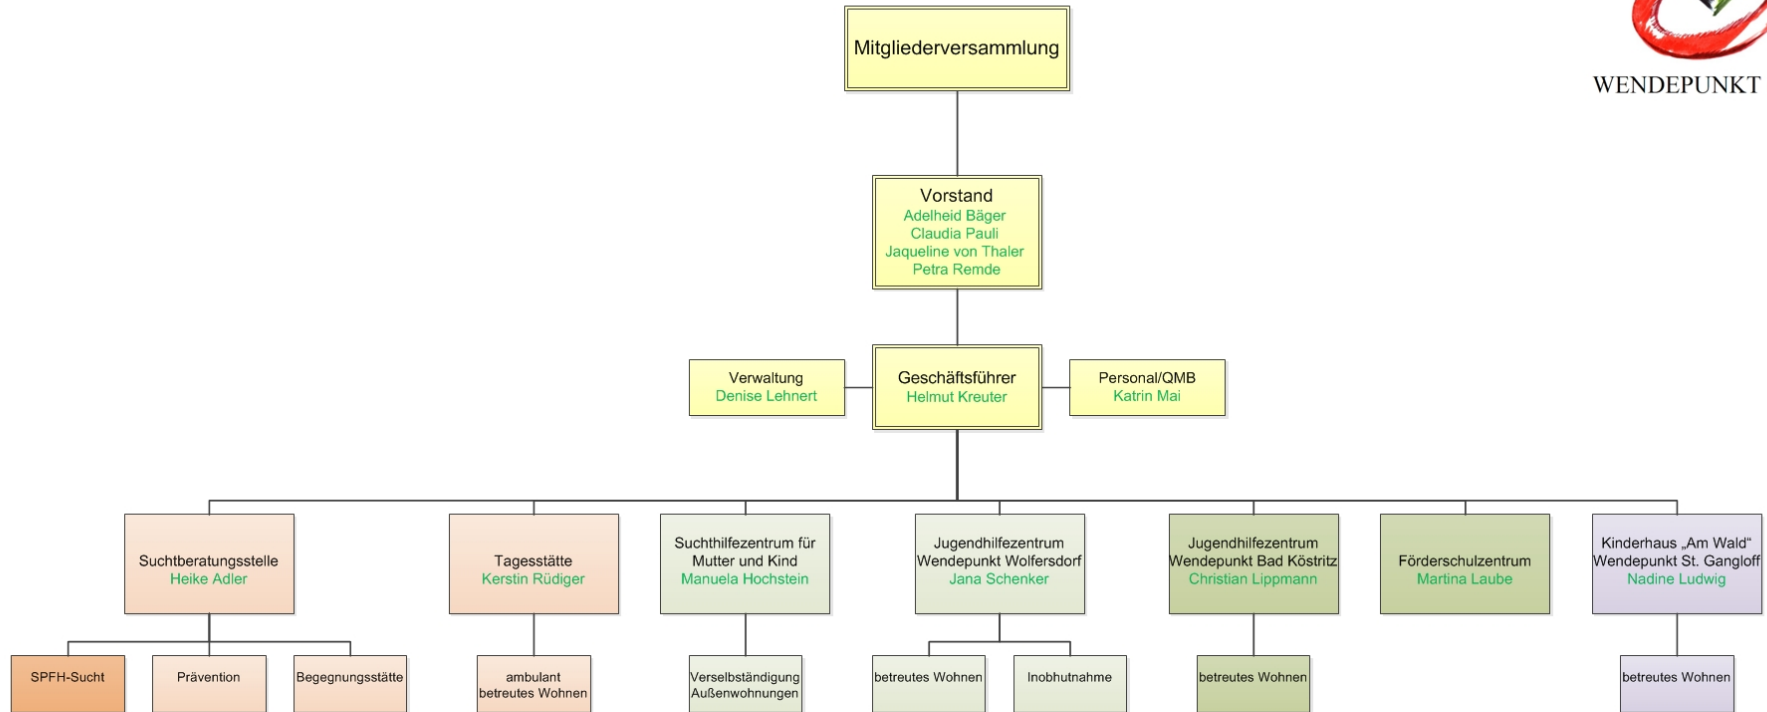 WENDEPUNKT
Mitgliederversammlung
Vorstand
Adelheid Bäger
Claudia Pauli
Jaqueline von Thaler
Petra Remde
Verwaltung
Denise Lehnert
Geschäftsführer
Helmut Kreuter
Personal/QMB
Katrin Mai
Suchtberatungsstelle
Heike Adler
Tagesstätte
Kerstin Rüdiger
Suchthilfezentrum für
Mutter und Kind
Manuela Hochstein
Jugendhilfezentrum
Wendepunkt Wolfersdorf
Jana Schenker
Jugendhilfezentrum
Wendepunkt Bad Köstritz
Christian Lippmann
Förderschulzentrum
Martina Laube
Kinderhaus „Am Wald“
Wendepunkt St. Gangloff
Nadine Ludwig
SPFH-Sucht
Prävention
Begegnungsstätte
ambulant
betreutes Wohnen
Verselbständigung
Außenwohnungen
betreutes Wohnen
Inobhutnahme
betreutes Wohnen
betreutes Wohnen